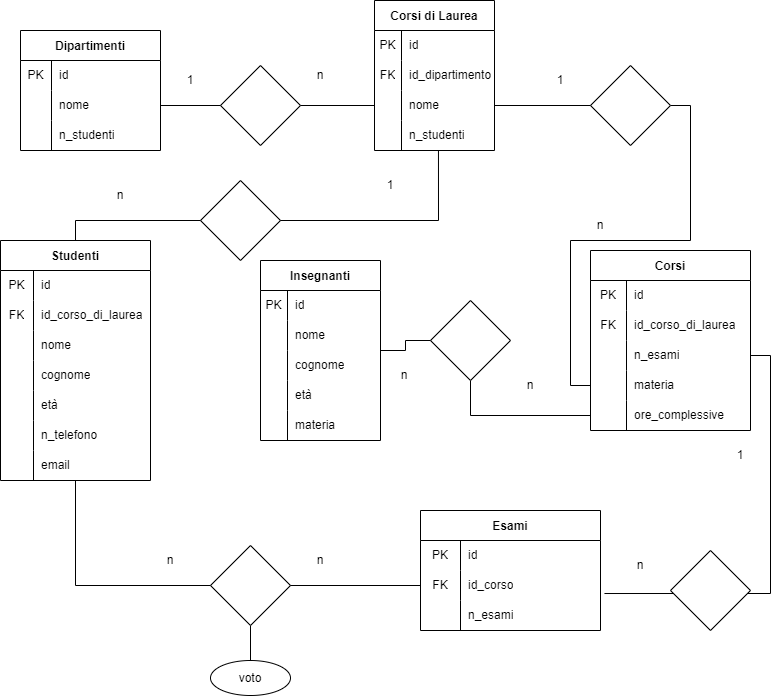 Corsi di Laurea
PK id
FK id_dipartimento
nome
n_studenti
Dipartimenti
PK id
nome
n_studenti
1
n
1
n
1
n
Studenti
PK id
FK id_corso_di_laurea
nome
cognome
età
n_telefono
email
Insegnanti
PK id
nome
cognome
età
materia
n
n
Corsi
PK id
FK id_corso_di_laurea
n_esami
materia
ore_complessive
1
n
Esami
PK id
FK id_corso
n_esami
n
n
voto